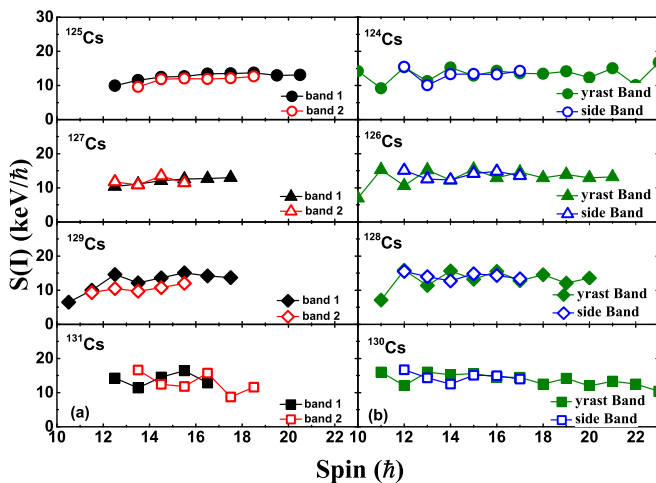 30
125Cs
124Cs
20
10
band 1
band 2
yrast Band
side Band
0
127Cs
126Cs
20
10
band 1
band 2
yrast Band
side Band
0
129Cs
128Cs
20
10
band 1
band 2
yrast Band
side Band
0
131Cs
130Cs
20
10
(a)
band 1
band 2
(b)
yrast Band
side Band
0
10 12 14 16 18 20 22 12 14 16 18 20 22
S(I) (keV/ℏ)
Spin (ℏ)